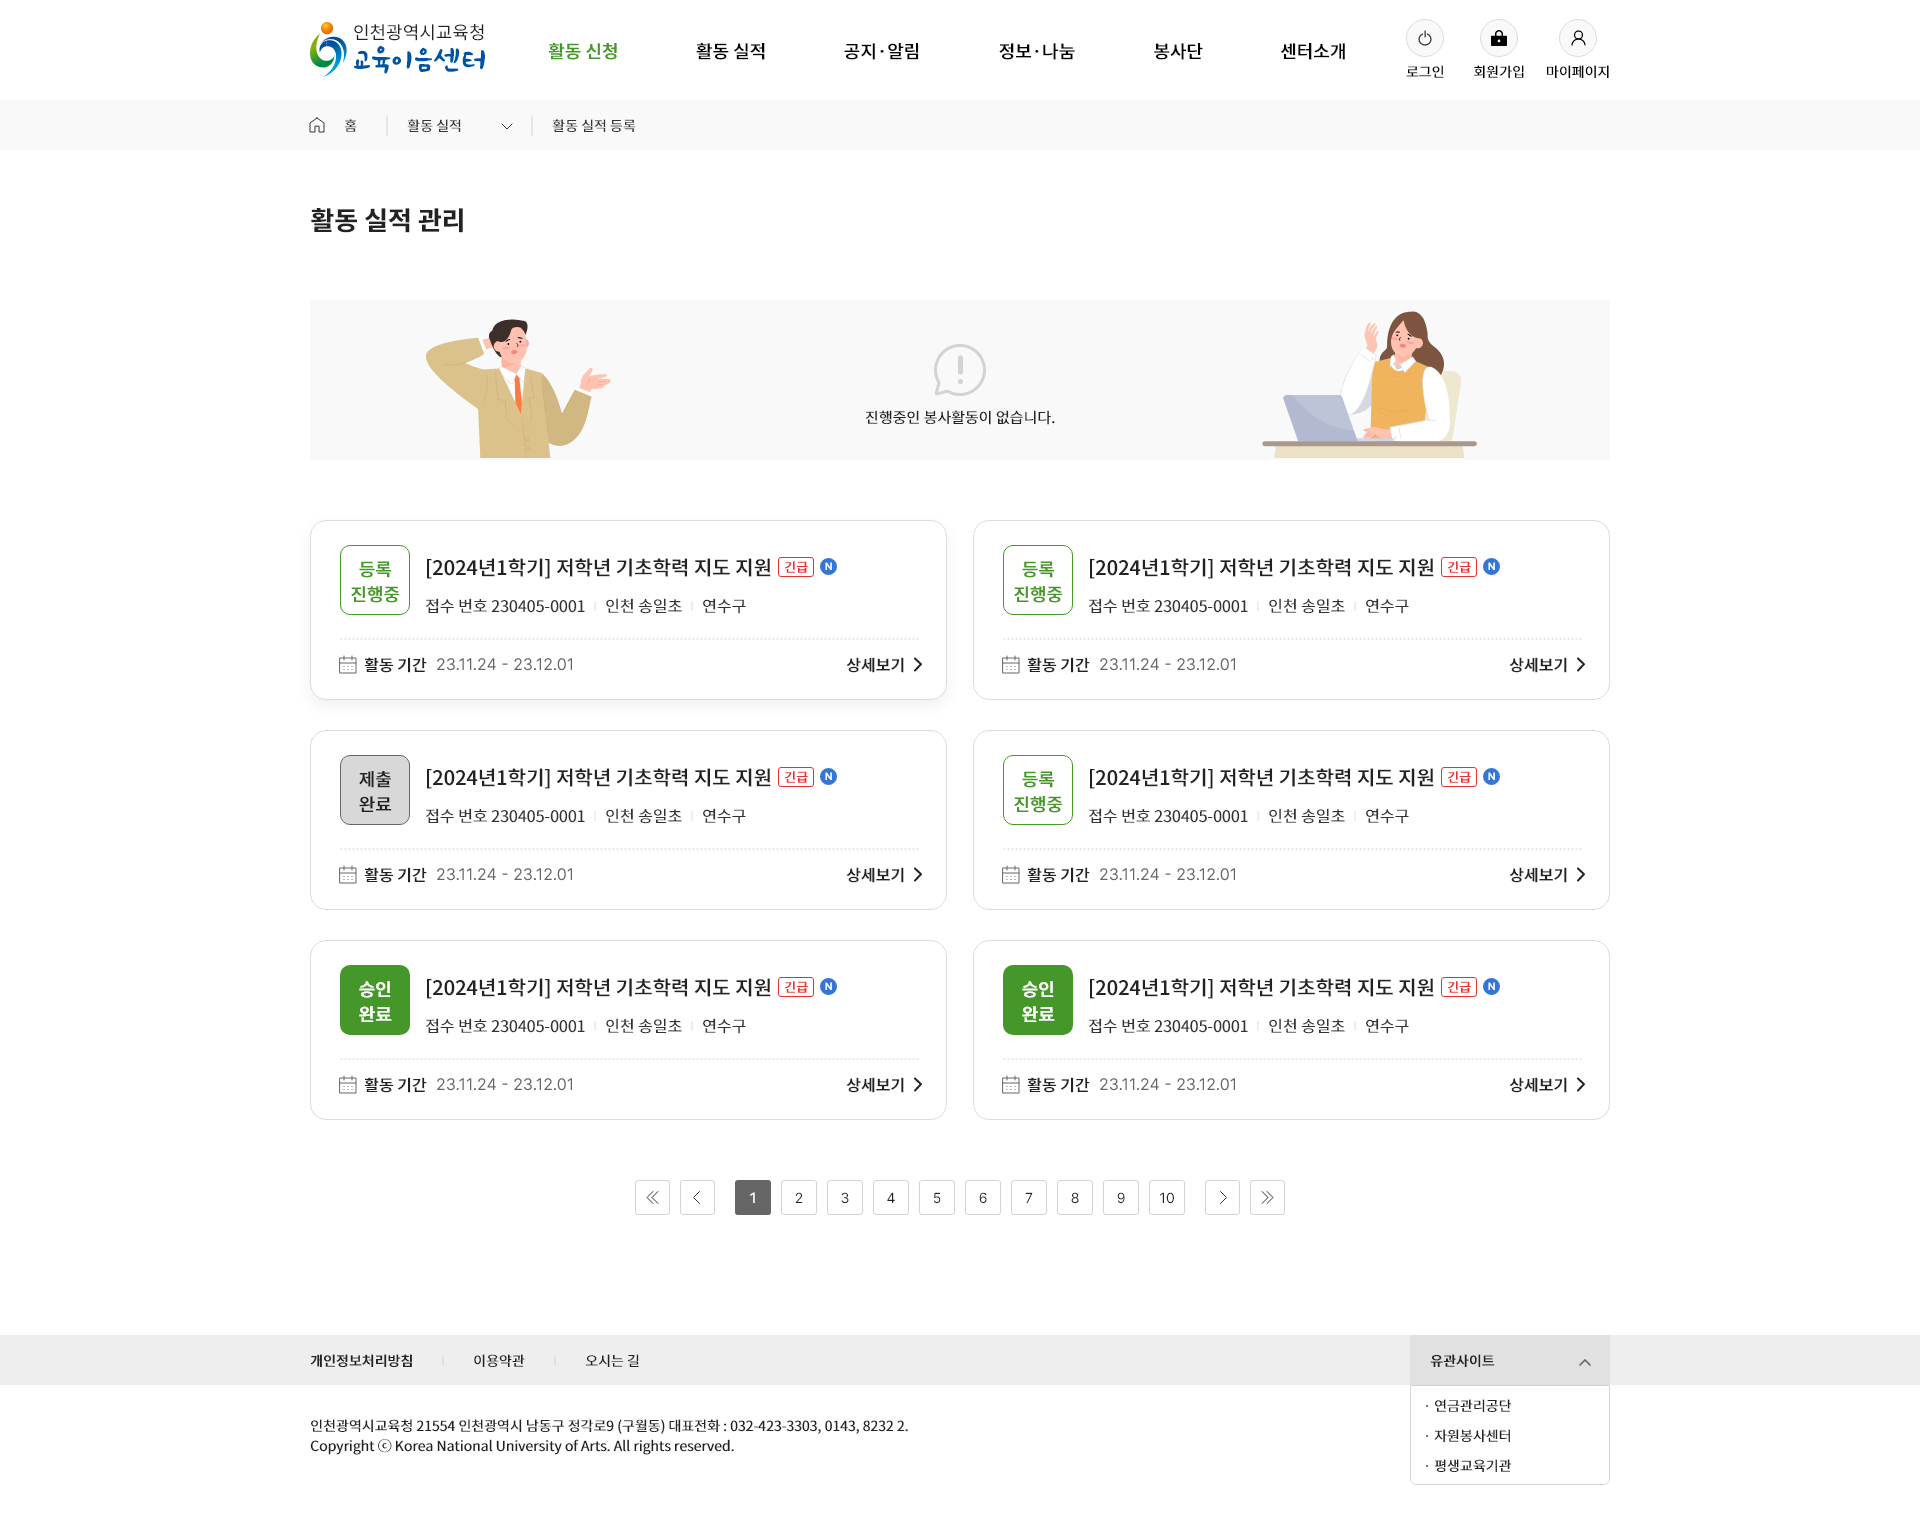 인천광역시교육청
교육이음센터
활동 신청
활동 실적
공지·알림
정보·나눔
봉사단
센터소개
로그인
회원가입
마이페이지
홈
활동 실적
활동 실적 등록
활동 실적 관리
진행중인 봉사활동이 없습니다.
등록
진행중
[2024년1학기] 저학년 기초학력 지도 지원 긴급 N
접수 번호 230405-0001 인천 송일초 연수구
활동 기간 23.11.24 - 23.12.01
상세보기
등록
진행중
[2024년1학기] 저학년 기초학력 지도 지원 긴급 N
접수 번호 230405-0001 인천 송일초 연수구
활동 기간 23.11.24 - 23.12.01
상세보기
제출
완료
[2024년1학기] 저학년 기초학력 지도 지원 긴급 N
접수 번호 230405-0001 인천 송일초 연수구
활동 기간 23.11.24 - 23.12.01
상세보기
등록
진행중
[2024년1학기] 저학년 기초학력 지도 지원 긴급 N
접수 번호 230405-0001 인천 송일초 연수구
활동 기간 23.11.24 - 23.12.01
상세보기
승인
완료
[2024년1학기] 저학년 기초학력 지도 지원 긴급 N
접수 번호 230405-0001 인천 송일초 연수구
활동 기간 23.11.24 - 23.12.01
상세보기
승인
완료
[2024년1학기] 저학년 기초학력 지도 지원 긴급 N
접수 번호 230405-0001 인천 송일초 연수구
활동 기간 23.11.24 - 23.12.01
상세보기
1 2 3 4 5 6 7 8 9 10
개인정보처리방침
이용약관
오시는 길
유관사이트
· 연금관리공단
· 자원봉사센터
· 평생교육기관
인천광역시교육청 21554 인천광역시 남동구 정각로9 (구월동) 대표전화 : 032-423-3303, 0143, 8232 2.
Copyright ⓒ Korea National University of Arts. All rights reserved.